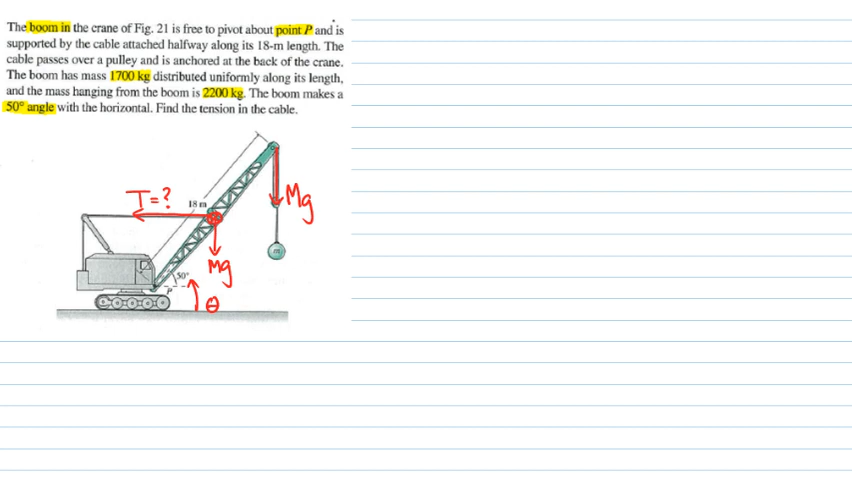 The boom in the crane of Fig. 21 is free to pivot about point P and is
supported by the cable attached halfway along its 18-m length. The
cable passes over a pulley and is anchored at the back of the crane.
The boom has mass 1700 kg distributed uniformly along its length,
and the mass hanging from the boom is 2200 kg. The boom makes a
50° angle with the horizontal. Find the tension in the cable.
T=?
18 m
Mg
m
Mg
50°
P
θ